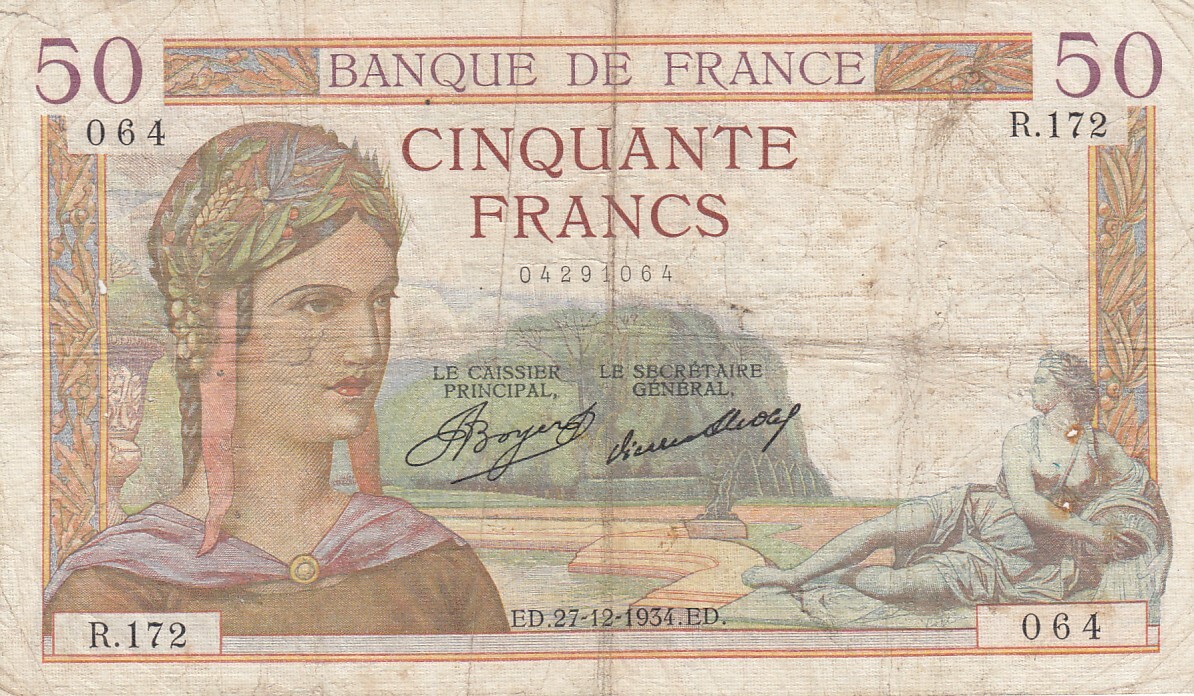 50 BANQUE DE FRANCE 50
064 R.172
CINQUANTE
FRANCS
04291064
LE CAISSIER
PRINCIPAL,
LE SECRÉTAIRE
GÉNÉRAL,
JBoyer
ED.27-12-1934.ED.
R.172 064